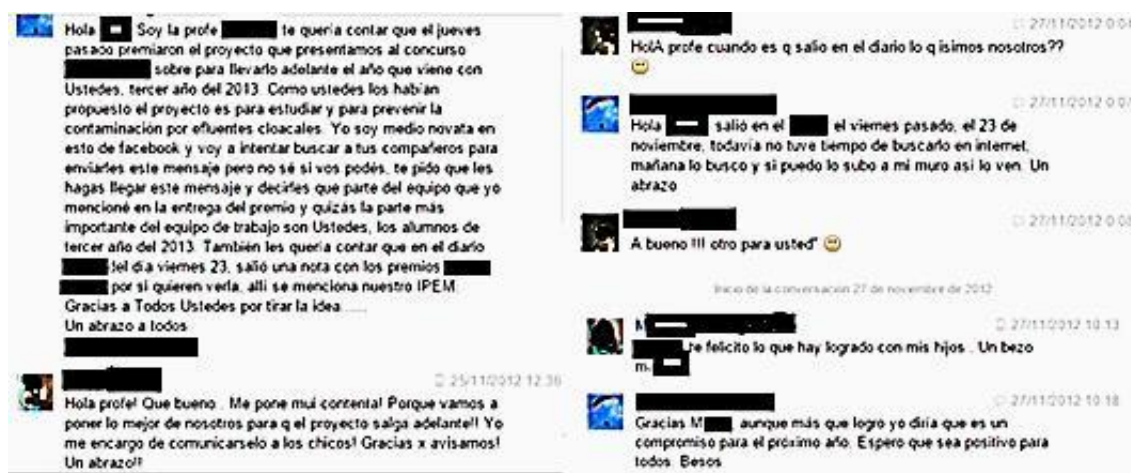 Hola Soy la profe te quería contar que el jueves
pasado premiaron el proyecto que presentamos al concurso
sobre para llevarlo adelante el año que viene con
Ustedes, tercer año del 2013. Como ustedes los habían
propuesto el proyecto es para estudiar y para prevenir la
contaminación por efluentes cloacales. Yo soy medio novata en
esto de facebook y voy a intentar buscar a tus compañeros para
enviarles este mensaje pero no sé si vos podés, te pido que les
hagas llegar este mensaje y decirles que parte del equipo que yo
mencioné en la entrega del premio y quizás la parte más
importante del equipo de trabajo son Ustedes, los alumnos de
tercer año del 2013. También les quería contar que en el diario
del día viernes 23, salió una nota con los premios
por si quieren verla, alli se menciona nuestro IPEM.
Gracias a Todos Ustedes por tirar la idea......
Un abrazo a todos
25/11/2012 12:36
Hola profe! Que bueno . Me pone mui contenta! Porque vamos a
poner lo mejor de nosotros para q el proyecto salga adelante!! Yo
me encargo de comunicarselo a los chicos! Gracias x avisarnos!
Un abrazo!!
27/11/2012 0:0
HolA profe cuando es q salio en el diario lo q isimos nosotros??
27/11/2012 0:0
Hola salió en el el viernes pasado, el 23 de
noviembre, todavía no tuve tiempo de buscarlo en internet,
mañana lo busco y si puedo lo subo a mi muro asi lo ven. Un
abrazo
27/11/2012 0:0
A bueno !!! otro para usted"
Inicio de la conversación 27 de noviembre de 2012
M
27/11/2012 10:13
te felicito lo que hay logrado con mis hijos . Un bezo
m.
27/11/2012 10:18
Gracias M , aunque más que logro yo diría que es un
compromiso para el próximo año. Espero que sea positivo para
todos. Besos